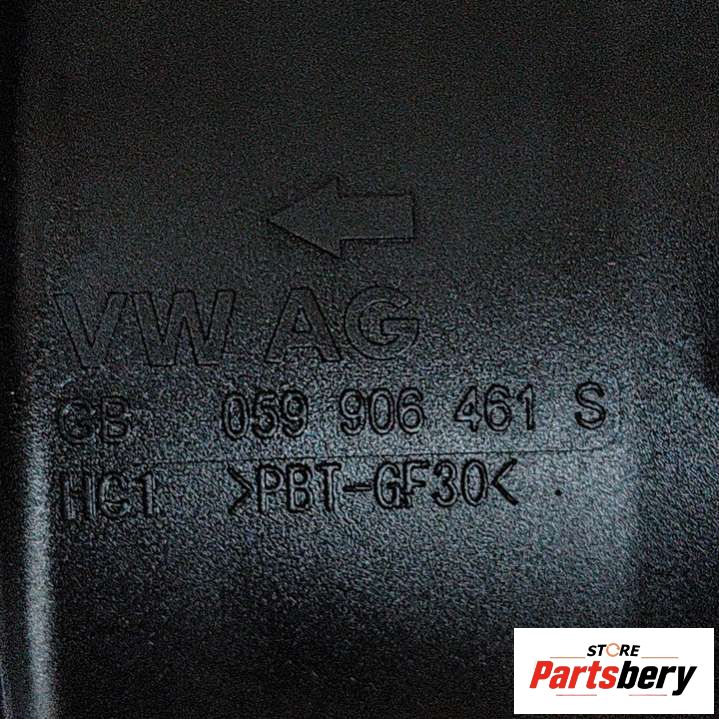 VW AG
GB 059 906 461 S
HC1 >PBT-GF30<
STORE
Partsbery